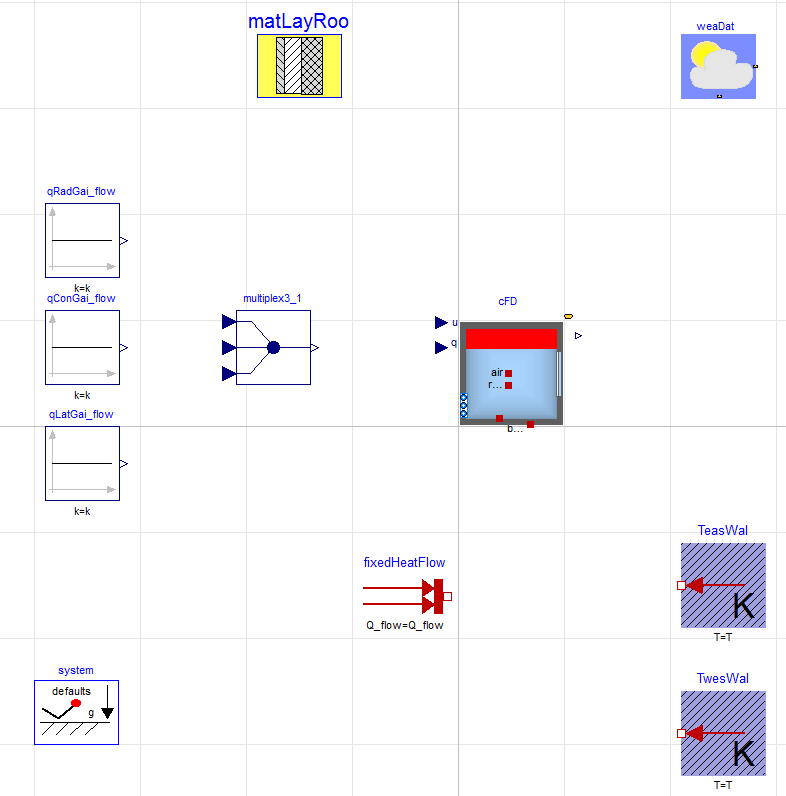 matLayRoo
weaDat
qRadGai_flow
k=k
qConGai_flow
k=k
qLatGai_flow
k=k
multiplex3_1
cFD
u
q
air
r...
b...
fixedHeatFlow
Q_flow=Q_flow
TeasWal
K
T=T
system
defaults
g
TwesWal
K
T=T